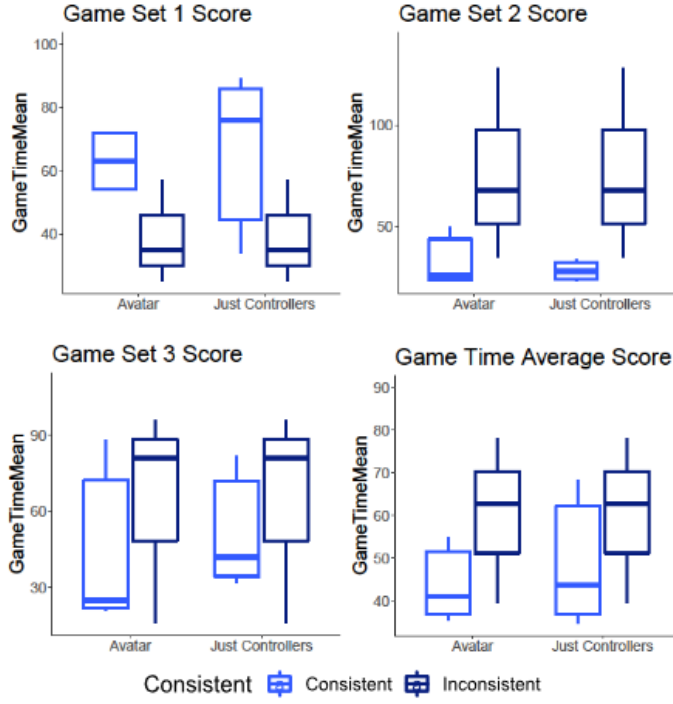 Game Set 1 Score
GameTimeMean
100
80
60
40
Avatar Just Controllers
Game Set 2 Score
GameTimeMean
100
50
Avatar Just Controllers
Game Set 3 Score
GameTimeMean
90
60
30
Avatar Just Controllers
Game Time Average Score
GameTimeMean
90
80
70
60
50
40
Avatar Just Controllers
Consistent Consistent Inconsistent